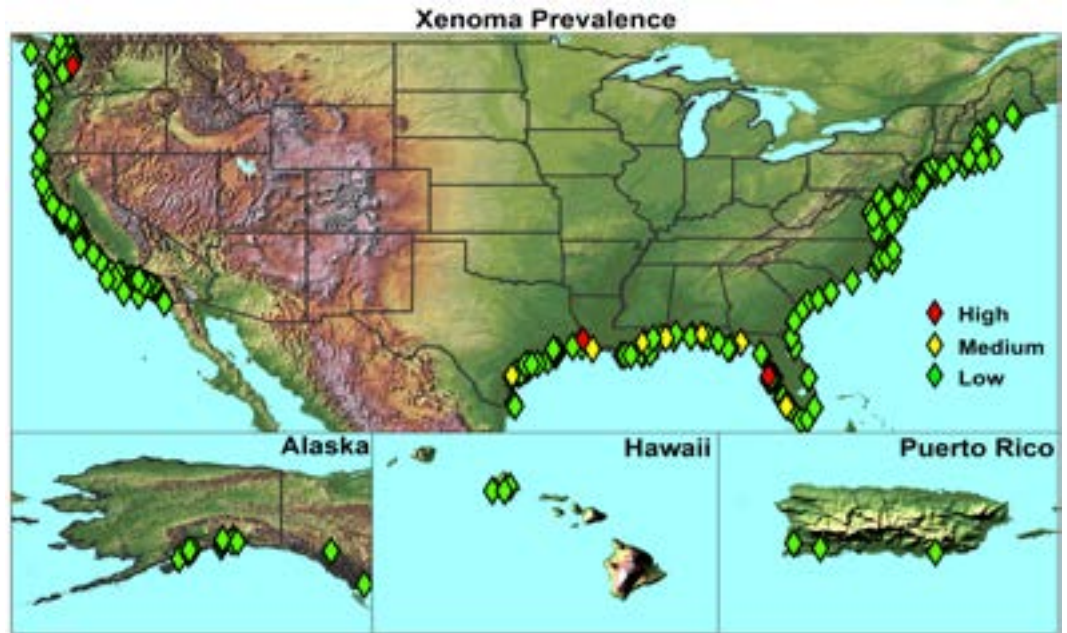 Xenoma Prevalence
High
Medium
Low
Alaska
Hawaii
Puerto Rico